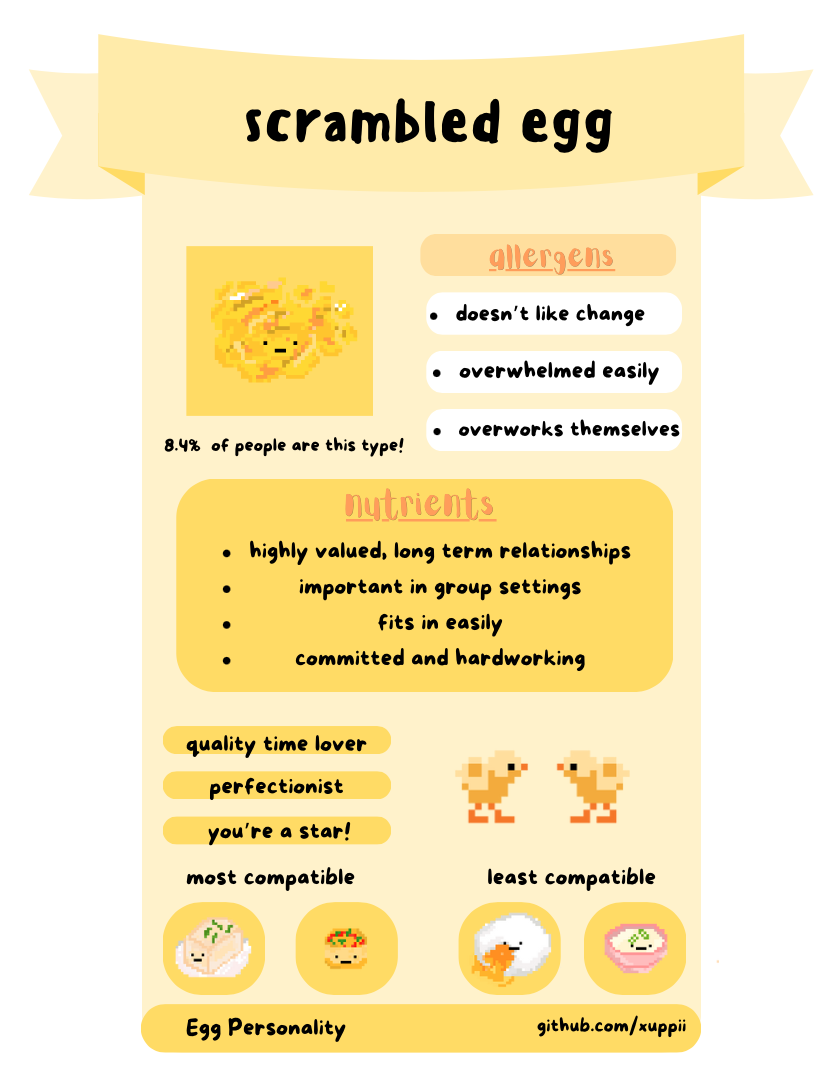 scrambled egg
allergens
• doesn't like change
• overwhelmed easily
• overworks themselves
8.4% of people are this type!
nutrients
• highly valued, long term relationships
• important in group settings
• fits in easily
• committed and hardworking
quality time lover
perfectionist
you're a star!
most compatible
least compatible
Egg Personality
github.com/xuppii